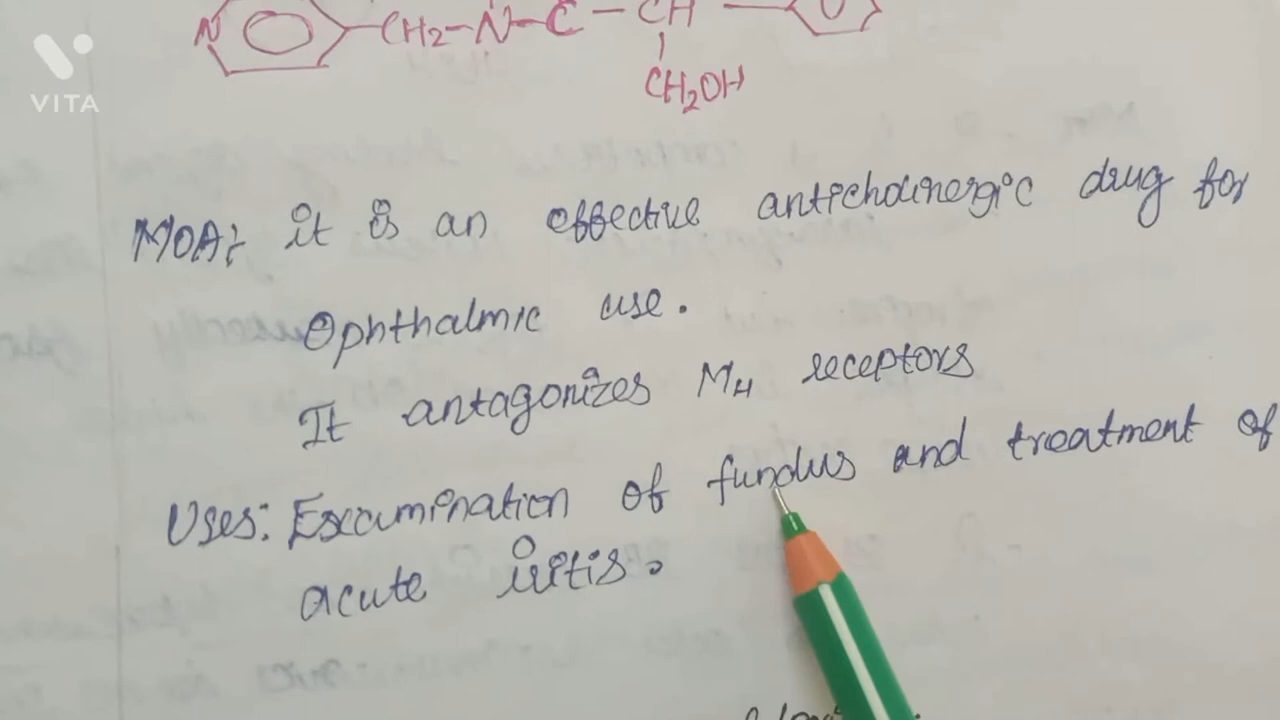 N CH2-N-C-CH
CH2OH
VITA
MOA: it is an effective anticholinergic drug for
Ophthalmic use.
It antagonizes M4 receptors
Uses: Examination of fundus and treatment of
acute iritis.